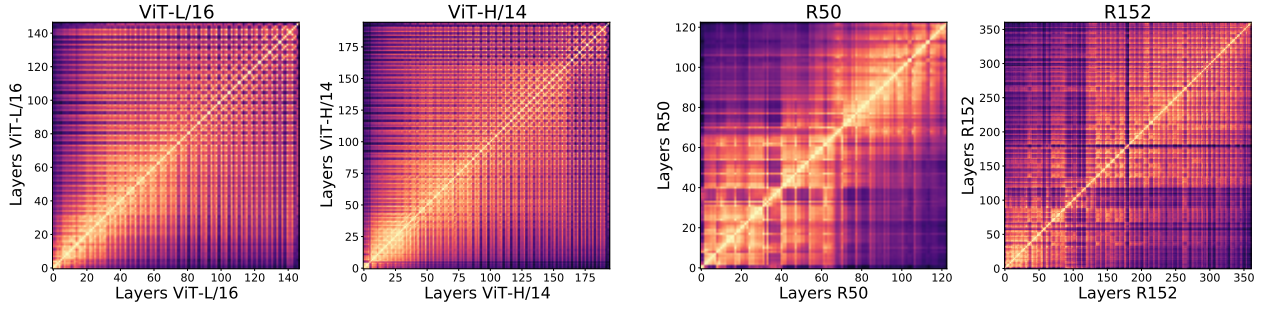 ViT-L/16
Layers ViT-L/16
140
120
100
80
60
40
20
0
0 20 40 60 80 100 120 140
Layers ViT-L/16
ViT-H/14
Layers ViT-H/14
175
150
125
100
75
50
25
0
0 25 50 75 100 125 150 175
Layers ViT-H/14
R50
Layers R50
120
100
80
60
40
20
0
0 20 40 60 80 100 120
Layers R50
R152
Layers R152
350
300
250
200
150
100
50
0
0 50 100 150 200 250 300 350
Layers R152